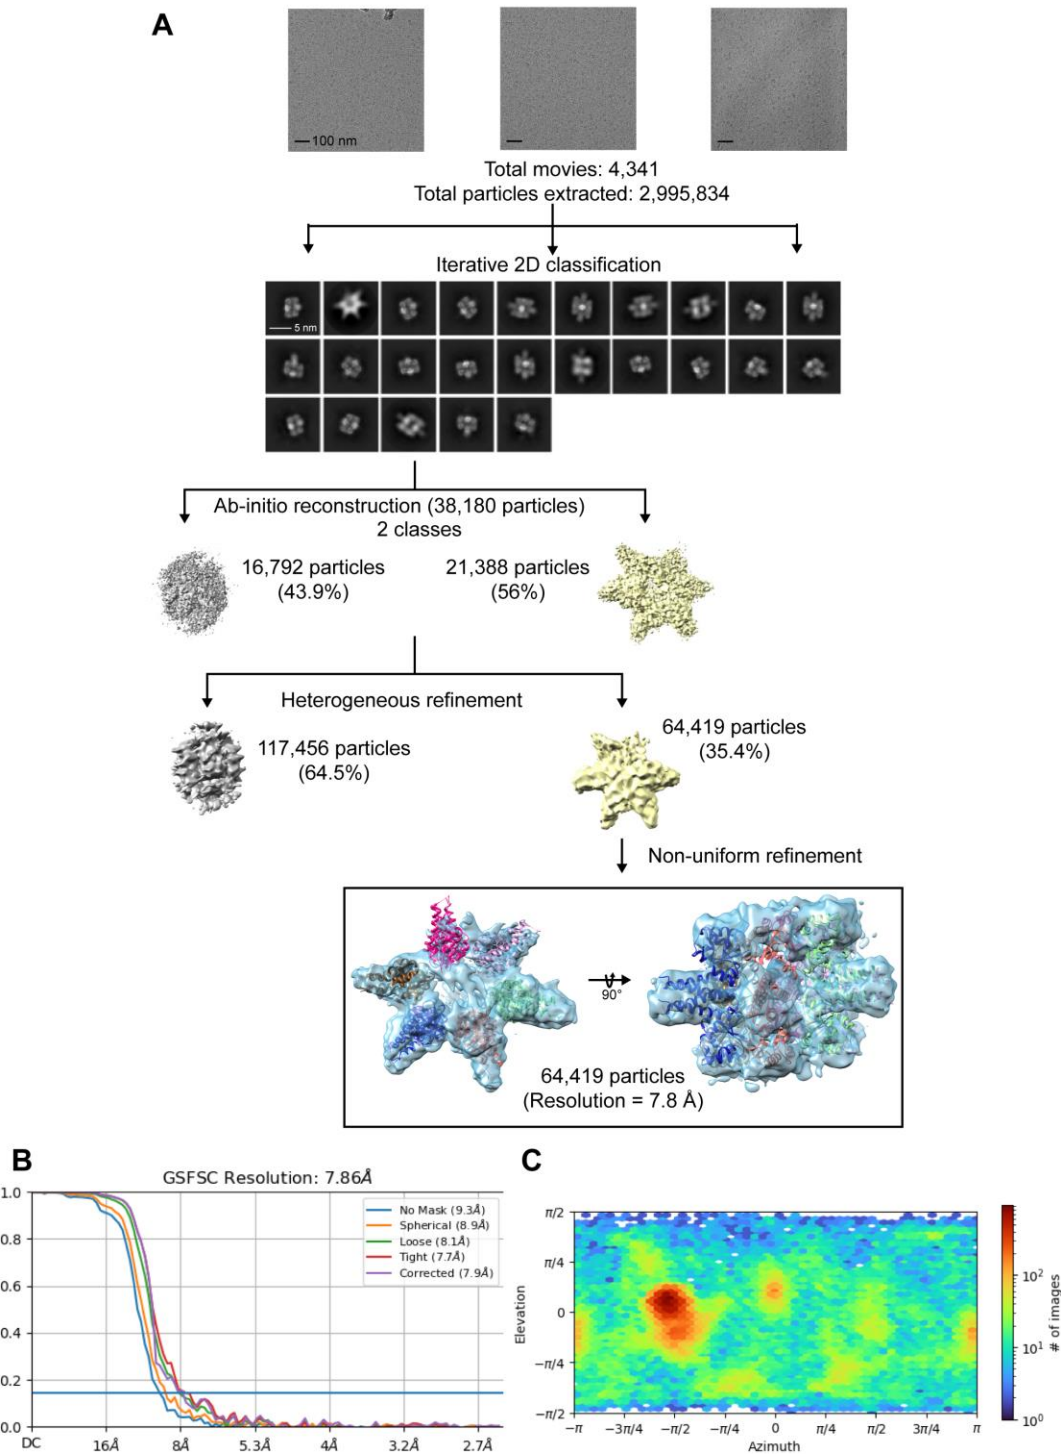 A
100 nm
Total movies: 4,341
Total particles extracted: 2,995,834
Iterative 2D classification
5 nm
Ab-initio reconstruction (38,180 particles)
2 classes
16,792 particles
(43.9%)
21,388 particles
(56%)
Heterogeneous refinement
117,456 particles
(64.5%)
64,419 particles
(35.4%)
Non-uniform refinement
90°
64,419 particles
(Resolution = 7.8 Å)
B
GSFSC Resolution: 7.86Å
1.0
0.8
0.6
0.4
0.2
0.0
No Mask (9.3Å)
Spherical (8.9Å)
Loose (8.1Å)
Tight (7.7Å)
Corrected (7.9Å)
DC 16Å 8Å 5.3Å 4Å 3.2Å 2.7Å
C
π/2
π/4
0
−π/4
−π/2
Elevation
−π −3π/4 −π/2 −π/4 0 π/4 π/2 3π/4 π
Azimuth
10²
10¹
10⁰
# of images